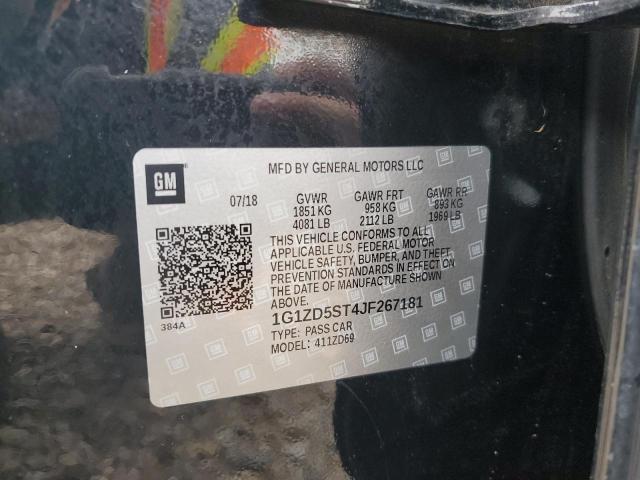 GM
MFD BY GENERAL MOTORS LLC
07/18 GVWR GAWR FRT GAWR RR
1851 KG 958 KG 893 KG
4081 LB 2112 LB 1969 LB
THIS VEHICLE CONFORMS TO ALL
APPLICABLE U.S. FEDERAL MOTOR
VEHICLE SAFETY, BUMPER, AND THEFT
PREVENTION STANDARDS IN EFFECT ON
THE DATE OF MANUFACTURE SHOWN
ABOVE.
384A
1G1ZD5ST4JF267181
TYPE: PASS CAR
MODEL: 411ZD69